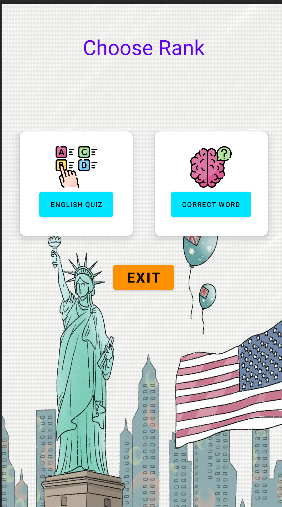 Choose Rank
A C
B D
?
ENGLISH QUIZ
CORRECT WORD
EXIT